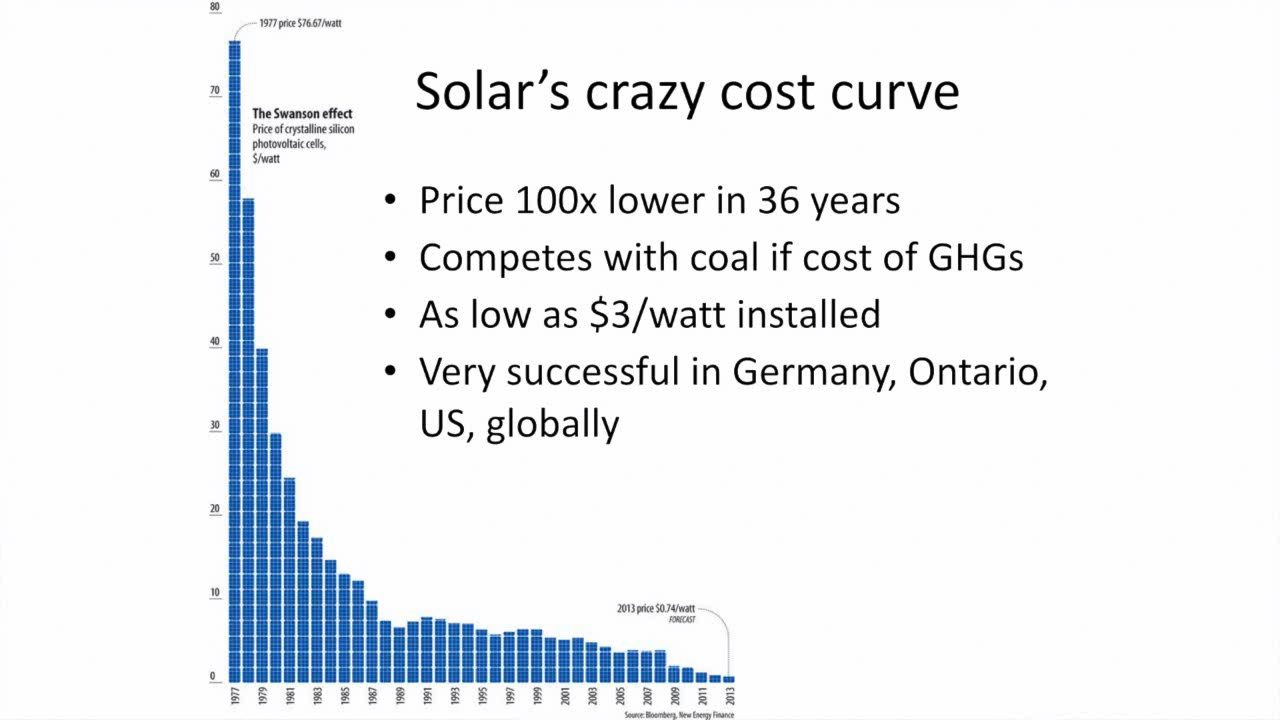 Solar's crazy cost curve
• Price 100x lower in 36 years
• Competes with coal if cost of GHGs
• As low as $3/watt installed
• Very successful in Germany, Ontario,
US, globally
1977 price $76.67/watt
The Swanson effect
Price of crystalline silicon
photovoltaic cells,
$/watt
80
70
60
50
40
30
20
10
0
2013 price $0.74/watt
FORECAST
1977 1979 1981 1983 1985 1987 1989 1991 1993 1995 1997 1999 2001 2003 2005 2007 2009 2011 2013
Source: Bloomberg, New Energy Finance